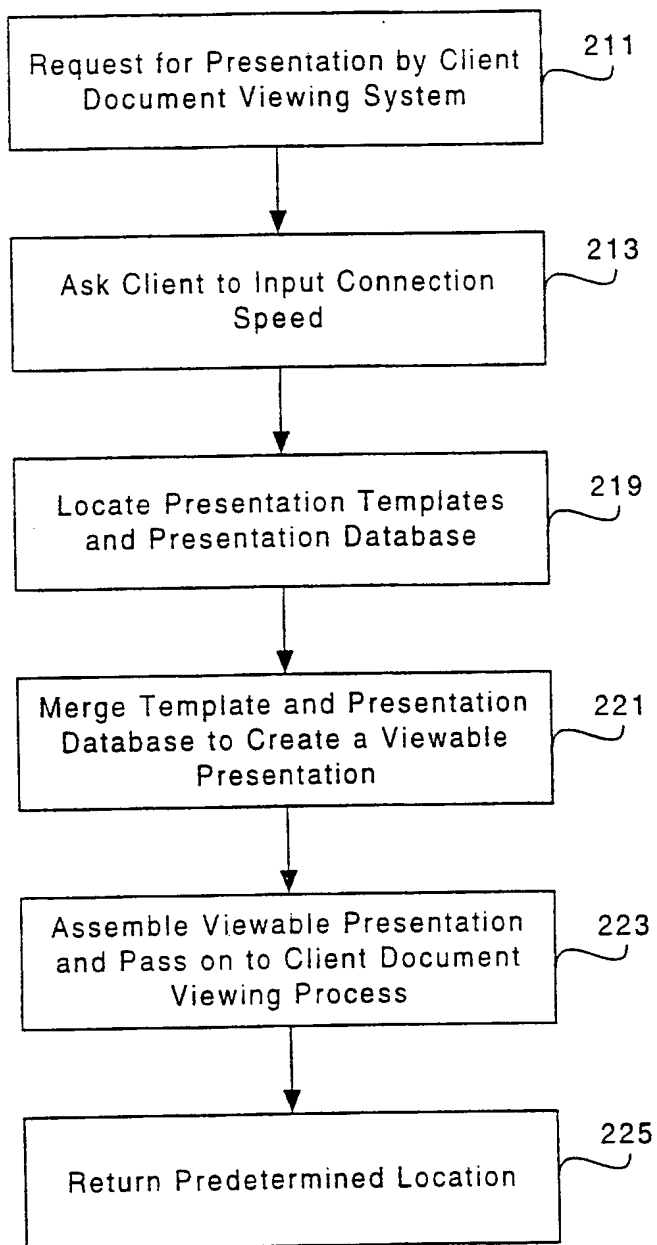 Request for Presentation by Client
Document Viewing System
211
Ask Client to Input Connection
Speed
213
Locate Presentation Templates
and Presentation Database
219
Merge Template and Presentation
Database to Create a Viewable
Presentation
221
Assemble Viewable Presentation
and Pass on to Client Document
Viewing Process
223
Return Predetermined Location
225